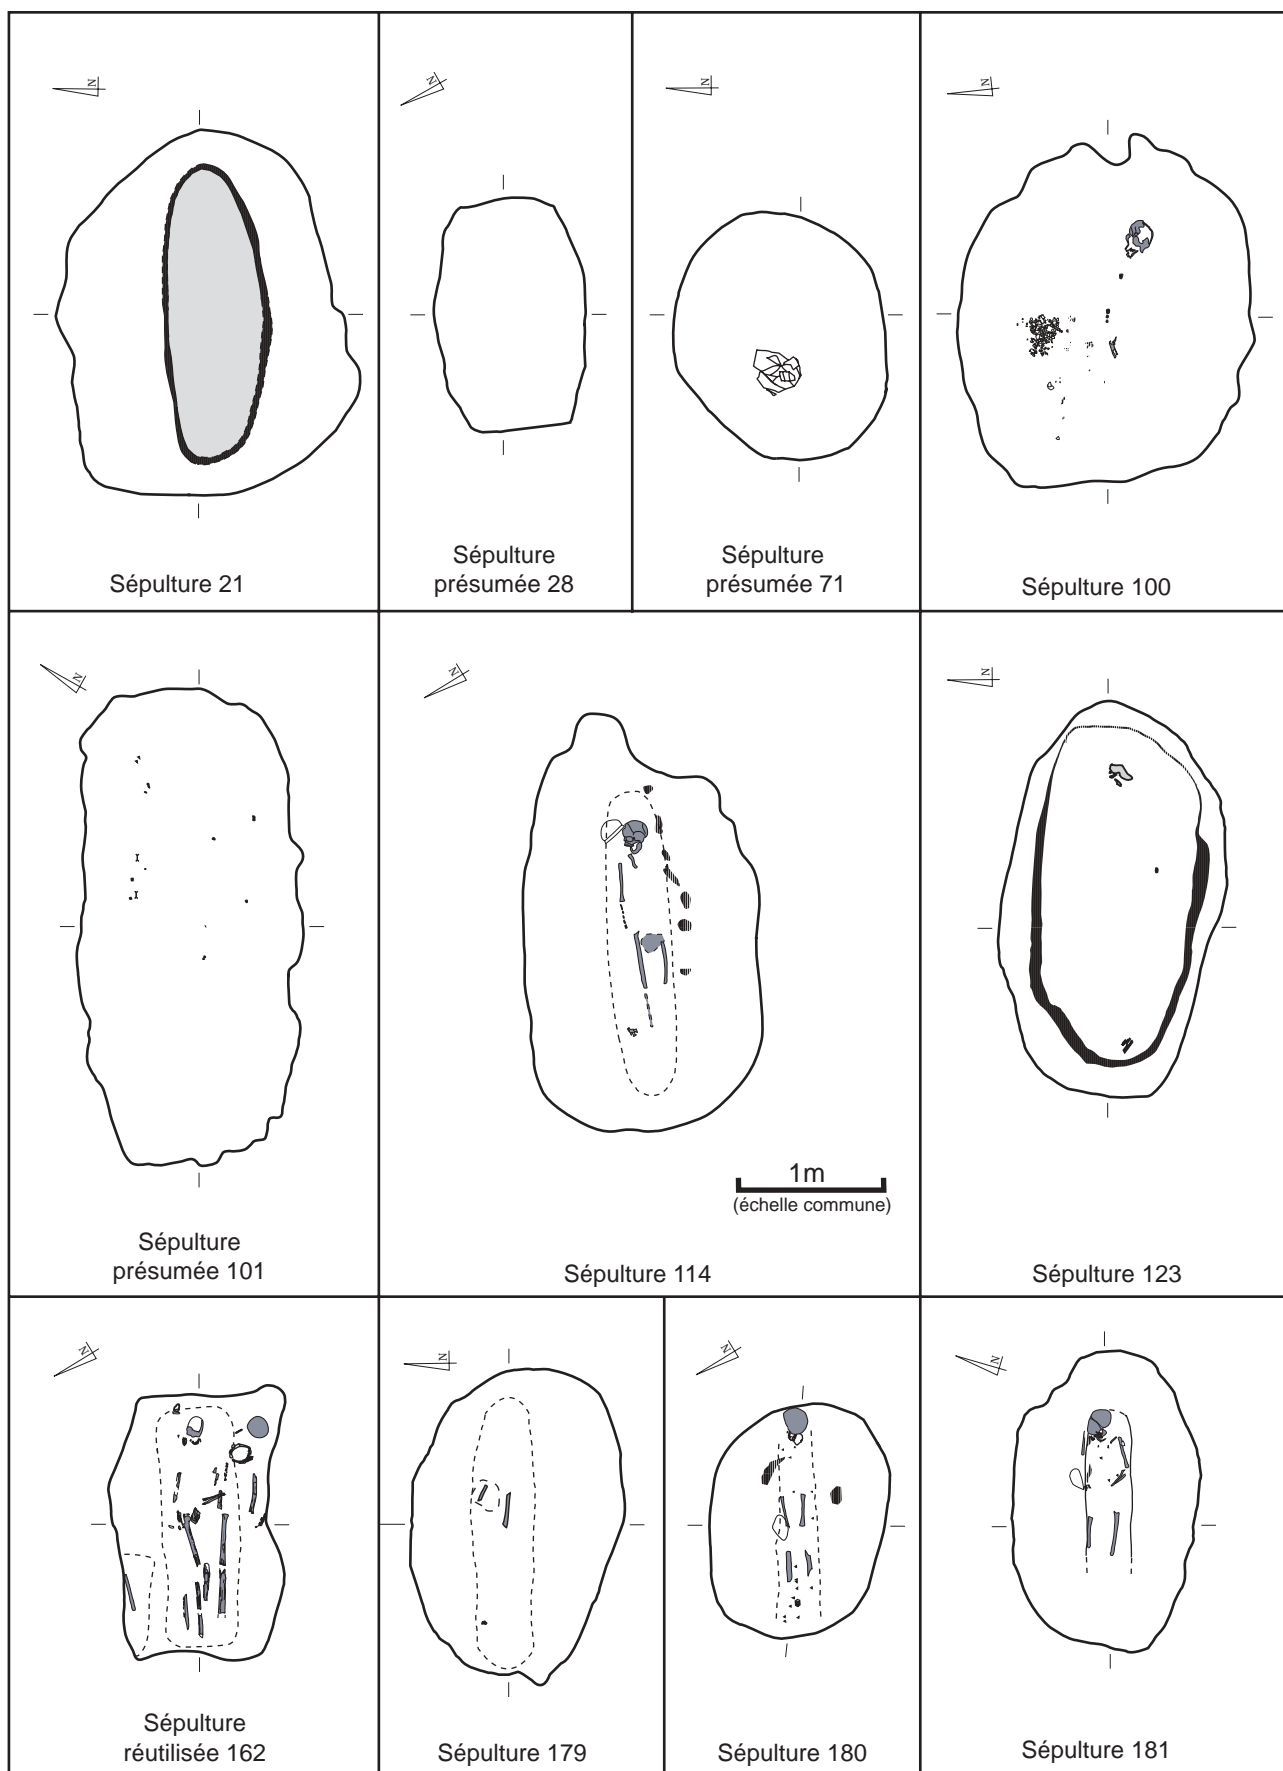 N
N
N
N
Sépulture 21
Sépulture
présumée 28
Sépulture
présumée 71
Sépulture 100
N
N
N
Sépulture
présumée 101
1m
(échelle commune)
Sépulture 114
Sépulture 123
N
N
N
N
Sépulture
réutilisée 162
Sépulture 179
Sépulture 180
Sépulture 181